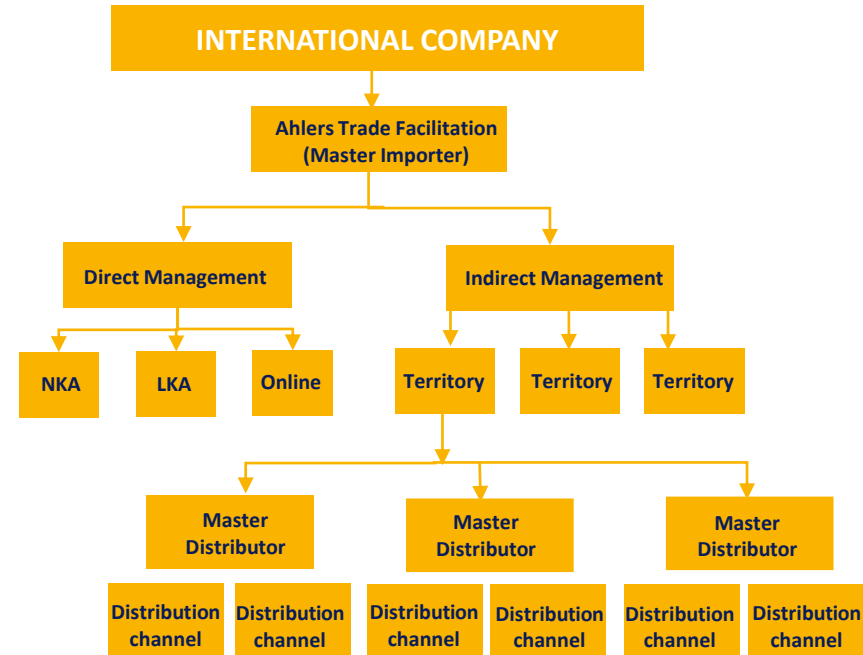 INTERNATIONAL COMPANY
Ahlers Trade Facilitation
(Master Importer)
Direct Management
Indirect Management
NKA
LKA
Online
Territory
Territory
Territory
Master
Distributor
Master
Distributor
Master
Distributor
Distribution
channel
Distribution
channel
Distribution
channel
Distribution
channel
Distribution
channel
Distribution
channel